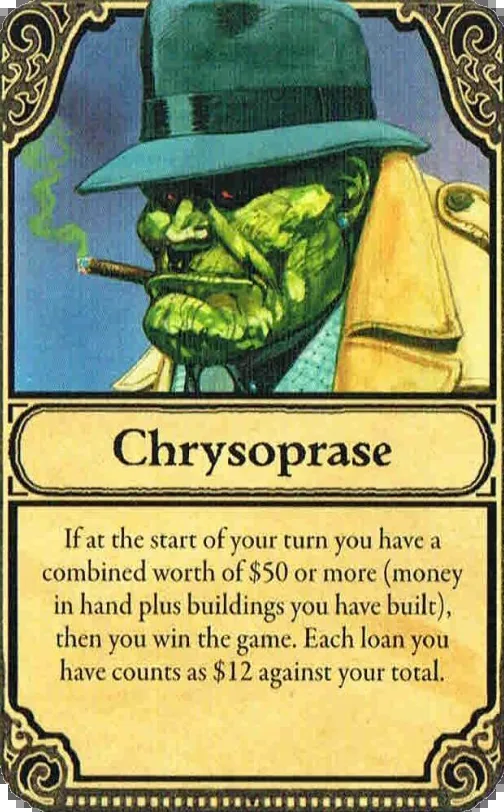 Chrysoprase
If at the start of your turn you have a
combined worth of $50 or more (money
in hand plus buildings you have built),
then you win the game. Each loan you
have counts as $12 against your total.